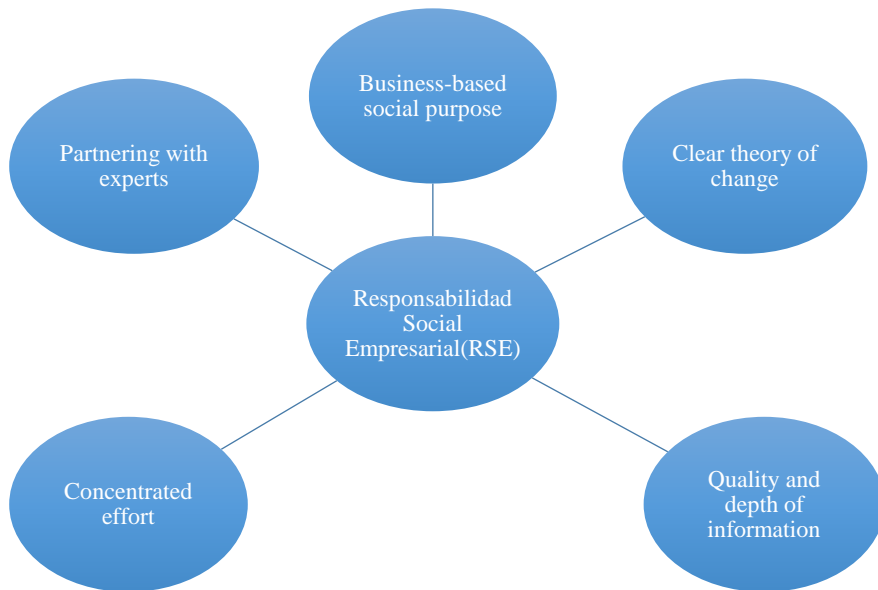 Business-based
social purpose
Partnering with
experts
Clear theory of
change
Responsabilidad
Social
Empresarial(RSE)
Concentrated
effort
Quality and
depth of
information